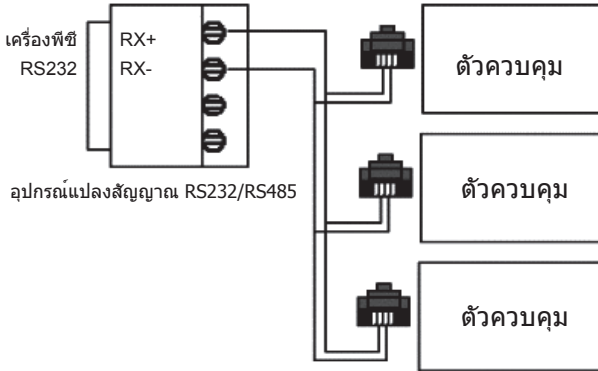 เครื่องพีซี
RS232
RX+
RX-
อุปกรณ์แปลงสัญญาณ RS232/RS485
ตัวควบคุม
ตัวควบคุม
ตัวควบคุม